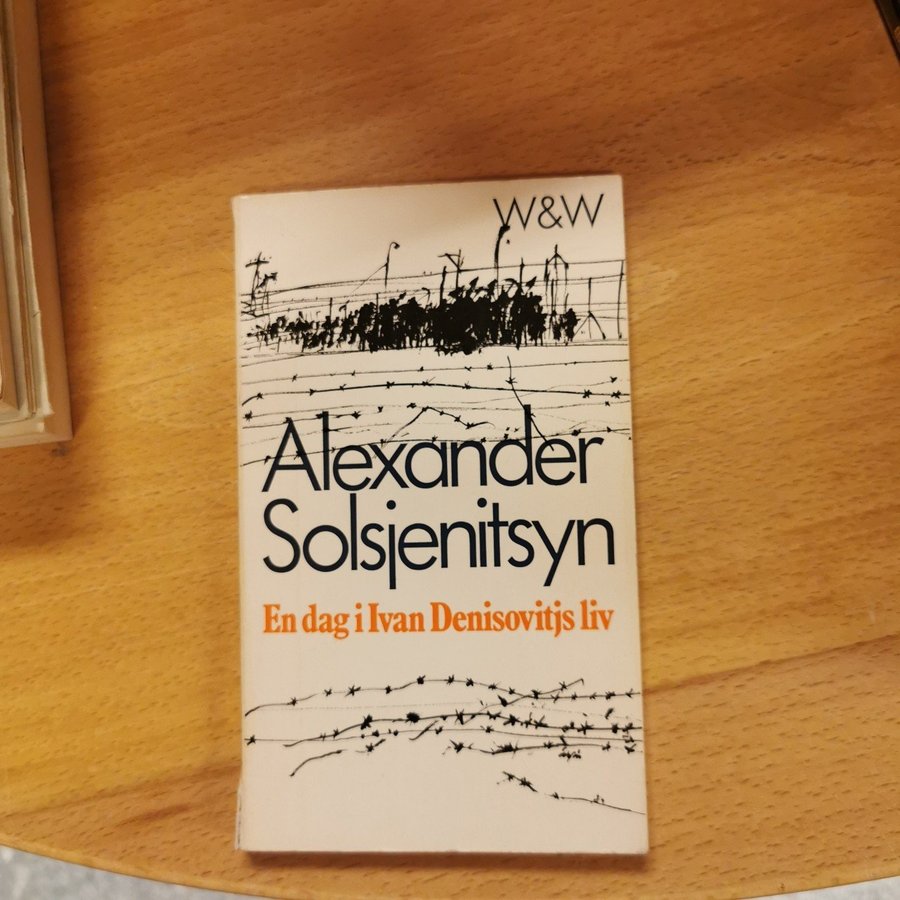 W&W
Alexander
Solsjenitsyn
En dag i Ivan Denisovitjs liv